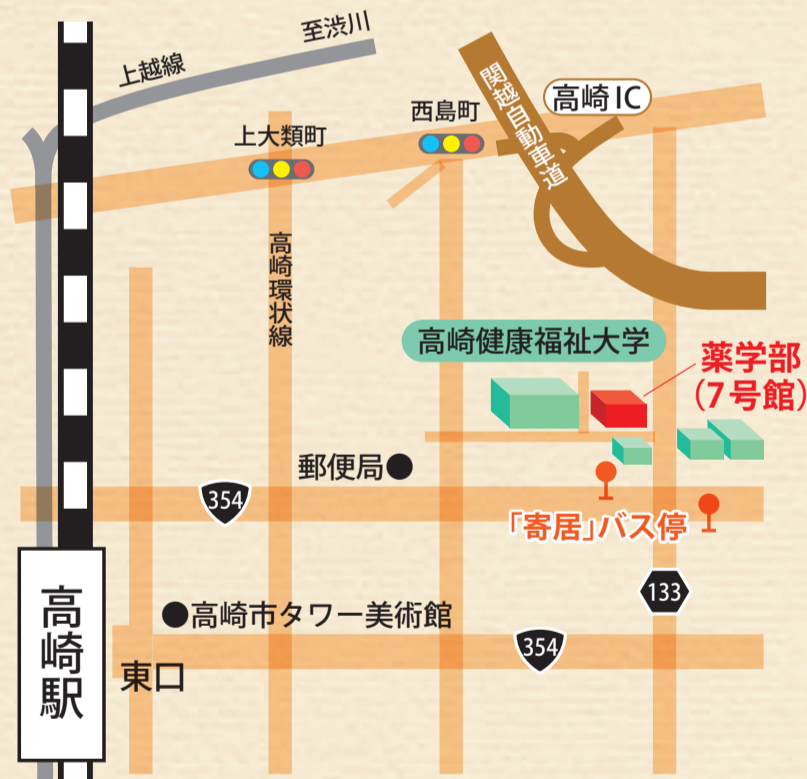 至渋川
上越線
関越自動車道
高崎IC
西島町
上大類町
高崎環状線
高崎健康福祉大学
薬学部
(7号館)
郵便局
354
「寄居」バス停
133
高崎市タワー美術館
354
高崎駅
東口